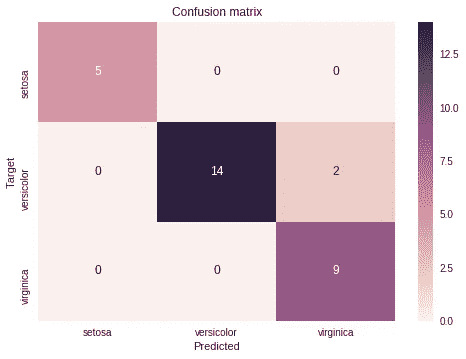 Confusion matrix
setosa 5 0 0 12.5
10.0
Target versicolor 0 14 2 7.5
5.0
virginica 0 0 9 2.5
0.0
setosa versicolor virginica
Predicted